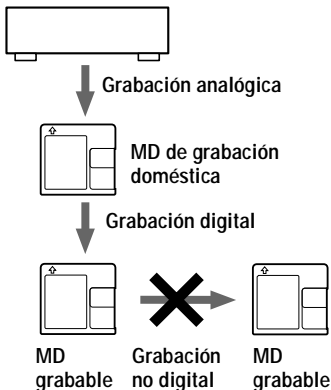 Grabación analógica
MD de grabación
doméstica
Grabación digital
MD
grabable
Grabación
no digital
MD
grabable